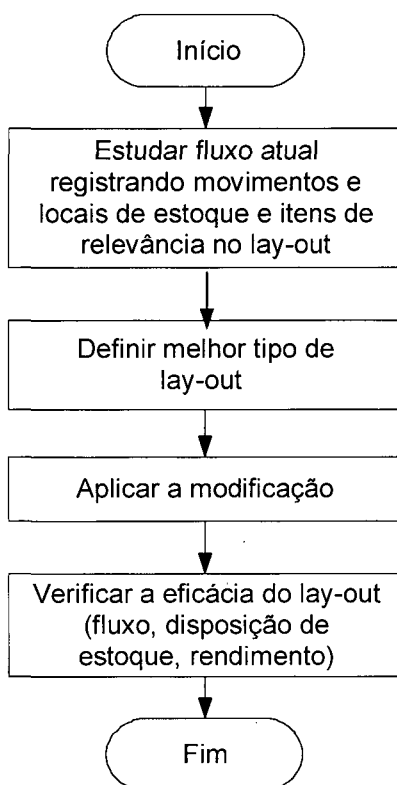 Início
Estudar fluxo atual
registrando movimentos e
locais de estoque e itens de
relevância no lay-out
Definir melhor tipo de
lay-out
Aplicar a modificação
Verificar a eficácia do lay-out
(fluxo, disposição de
estoque, rendimento)
Fim